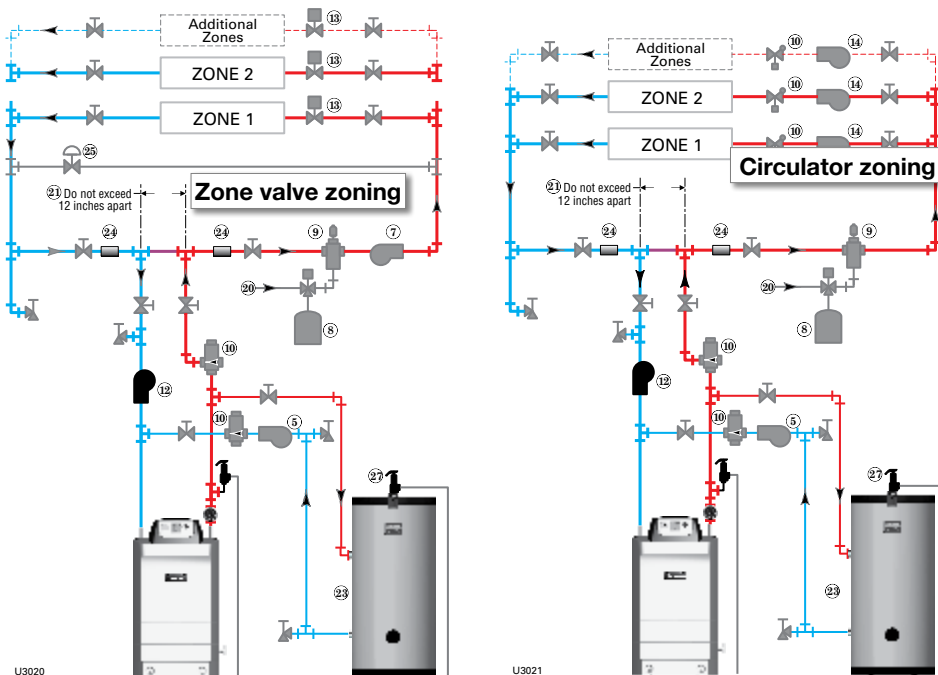 Additional
Zones
⑬
ZONE 2
⑬
ZONE 1
⑬
㉕
㉑ Do not exceed
12 inches apart
Zone valve zoning
㉔
㉔
⑨
⑦
⑳
⑧
⑩
⑫
⑩
⑤
㉗
㉓
U3020
Additional
Zones
⑩
⑭
ZONE 2
⑩
⑭
ZONE 1
⑩
⑭
Circulator zoning
㉑ Do not exceed
12 inches apart
㉔
㉔
⑨
⑳
⑧
⑩
⑫
⑩
⑤
㉗
㉓
U3021